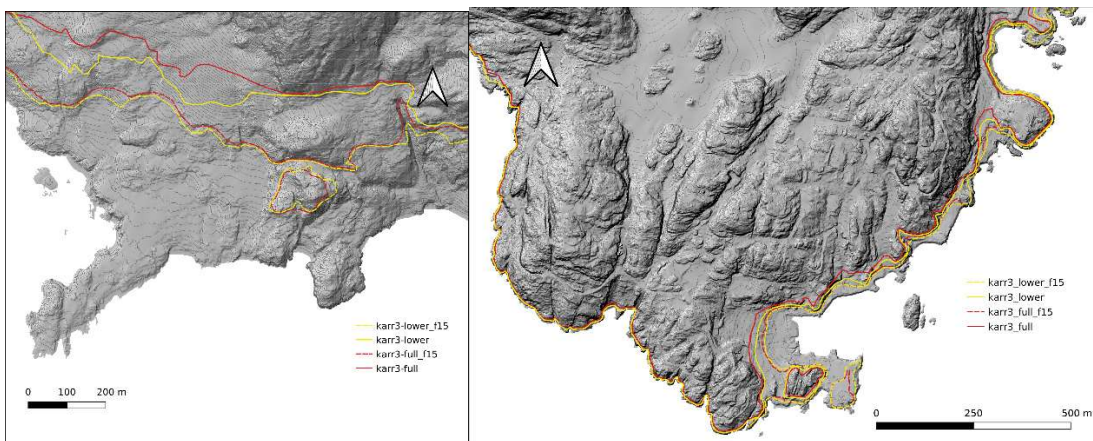 karr3-lower_f15
karr3-lower
karr3-full_f15
karr3-full
0 100 200 m
karr3_lower_f15
karr3_lower
karr3_full_f15
karr3_full
0 250 500 m